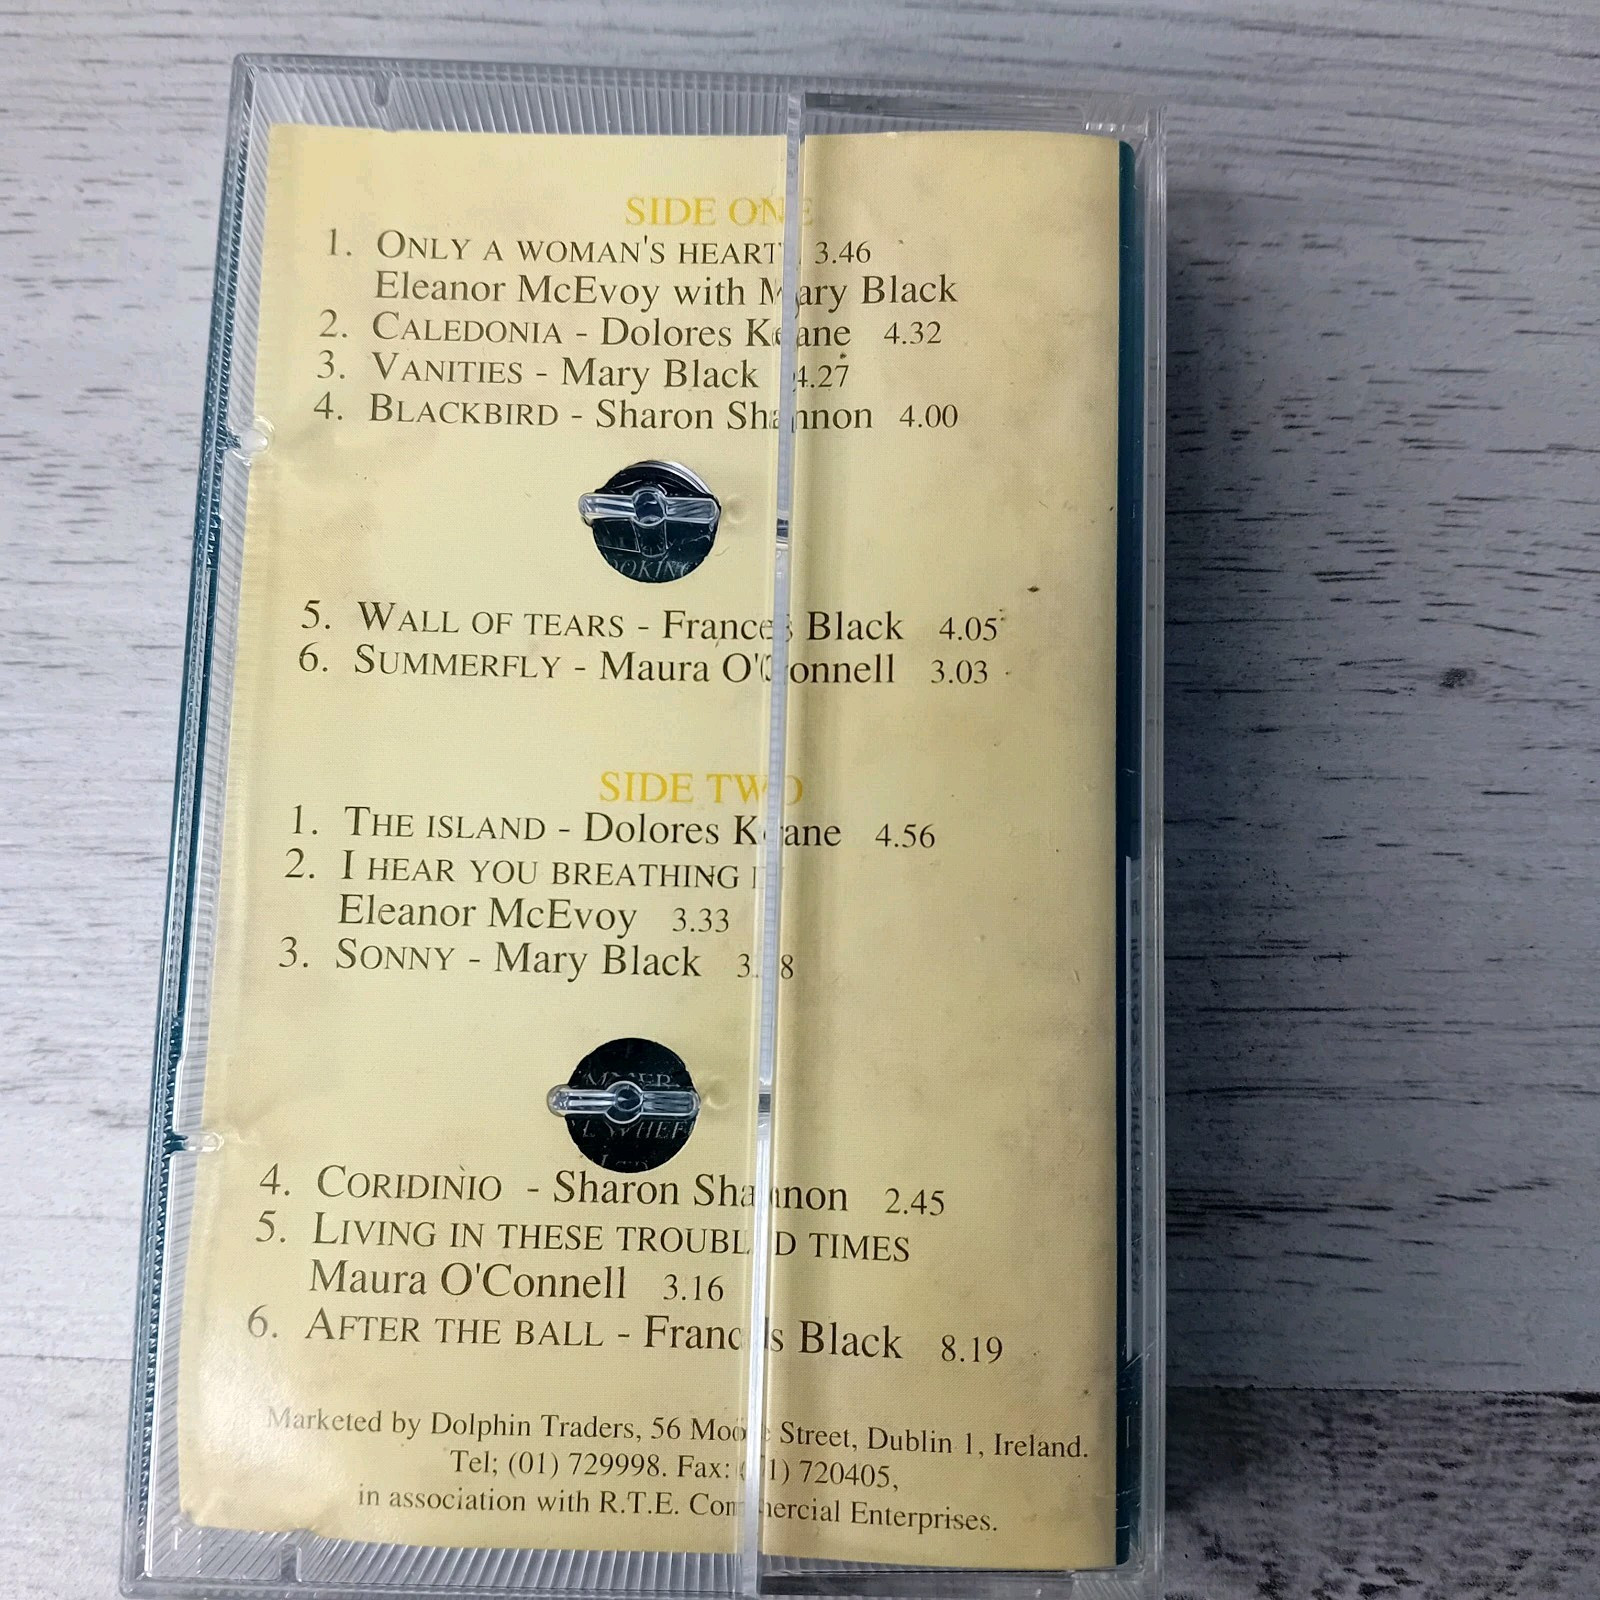 SIDE ONE
1. ONLY A WOMAN'S HEART 3.46
Eleanor McEvoy with Mary Black
2. CALEDONIA - Dolores Keane 4.32
3. VANITIES - Mary Black 4.27
4. BLACKBIRD - Sharon Shannon 4.00
5. WALL OF TEARS - Frances Black 4.05
6. SUMMERFLY - Maura O'Connell 3.03
SIDE TWO
1. THE ISLAND - Dolores Keane 4.56
2. I HEAR YOU BREATHING
Eleanor McEvoy 3.33
3. SONNY - Mary Black
4. CORIDINIO - Sharon Shannon 2.45
5. LIVING IN THESE TROUBLED TIMES
Maura O'Connell 3.16
6. AFTER THE BALL - Frances Black 8.19
Marketed by Dolphin Traders, 56 Moore Street, Dublin 1, Ireland.
Tel; (01) 729998. Fax: (01) 720405,
in association with R.T.E. Commercial Enterprises.